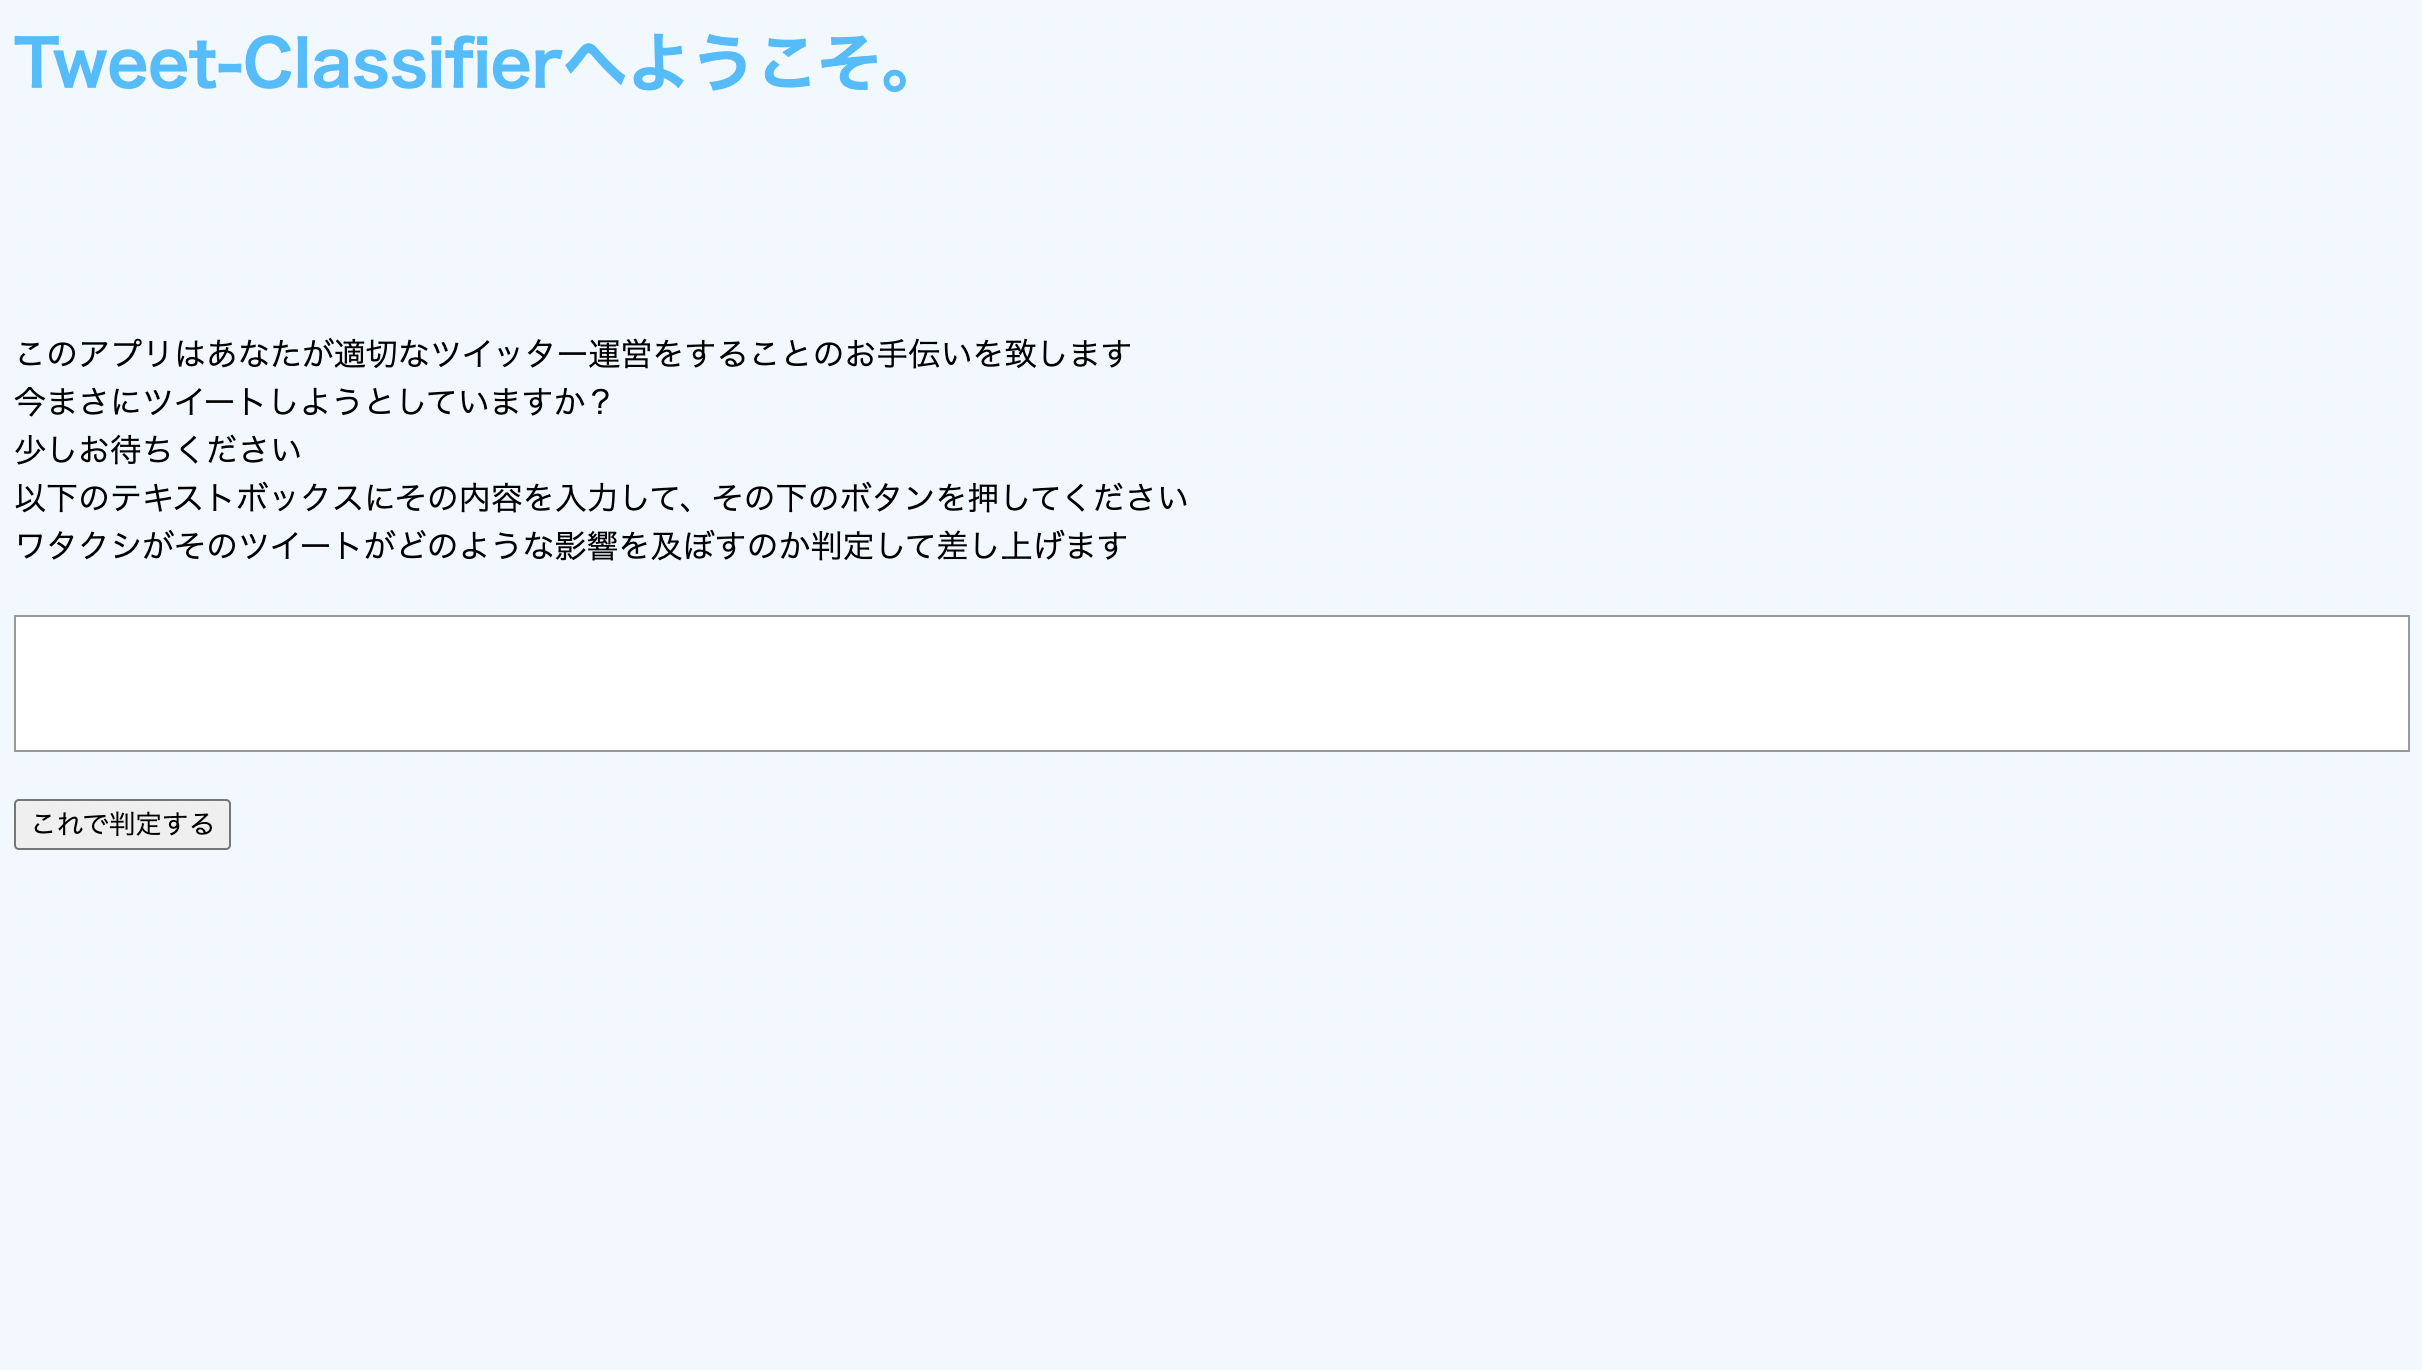 Tweet-Classifierへようこそ。
このアプリはあなたが適切なツイッター運営をすることのお手伝いを致します
今まさにツイートしようとしていますか？
少しお待ちください
以下のテキストボックスにその内容を入力して、その下のボタンを押してください
ワタクシがそのツイートがどのような影響を及ぼすのか判定して差し上げます
これで判定する